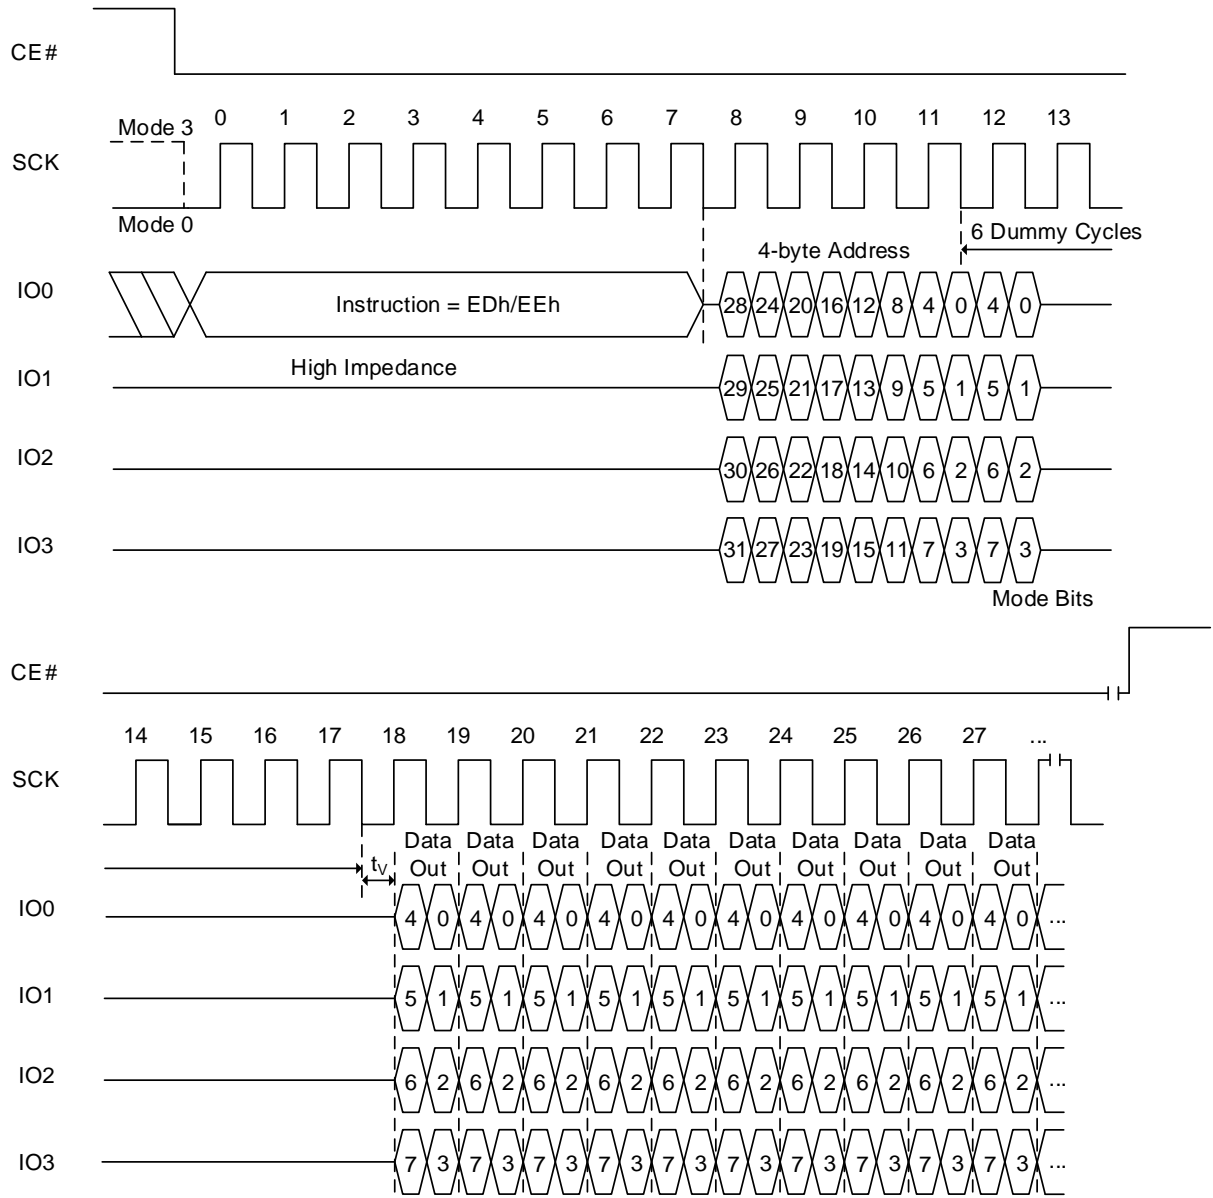 CE#
Mode 3 0 1 2 3 4 5 6 7 8 9 10 11 12 13
SCK
Mode 0
6 Dummy Cycles
4-byte Address
IO0 Instruction = EDh/EEh 28 24 20 16 12 8 4 0 4 0
High Impedance
IO1 29 25 21 17 13 9 5 1 5 1
IO2 30 26 22 18 14 10 6 2 6 2
IO3 31 27 23 19 15 11 7 3 7 3
Mode Bits
CE#
14 15 16 17 18 19 20 21 22 23 24 25 26 27 ...
SCK
Data Data Data Data Data Data Data Data Data Data
tV Out Out Out Out Out Out Out Out Out Out
IO0 4 0 4 0 4 0 4 0 4 0 4 0 4 0 4 0 4 0 4 0 ...
IO1 5 1 5 1 5 1 5 1 5 1 5 1 5 1 5 1 5 1 5 1 ...
IO2 6 2 6 2 6 2 6 2 6 2 6 2 6 2 6 2 6 2 6 2 ...
IO3 7 3 7 3 7 3 7 3 7 3 7 3 7 3 7 3 7 3 7 3 ...